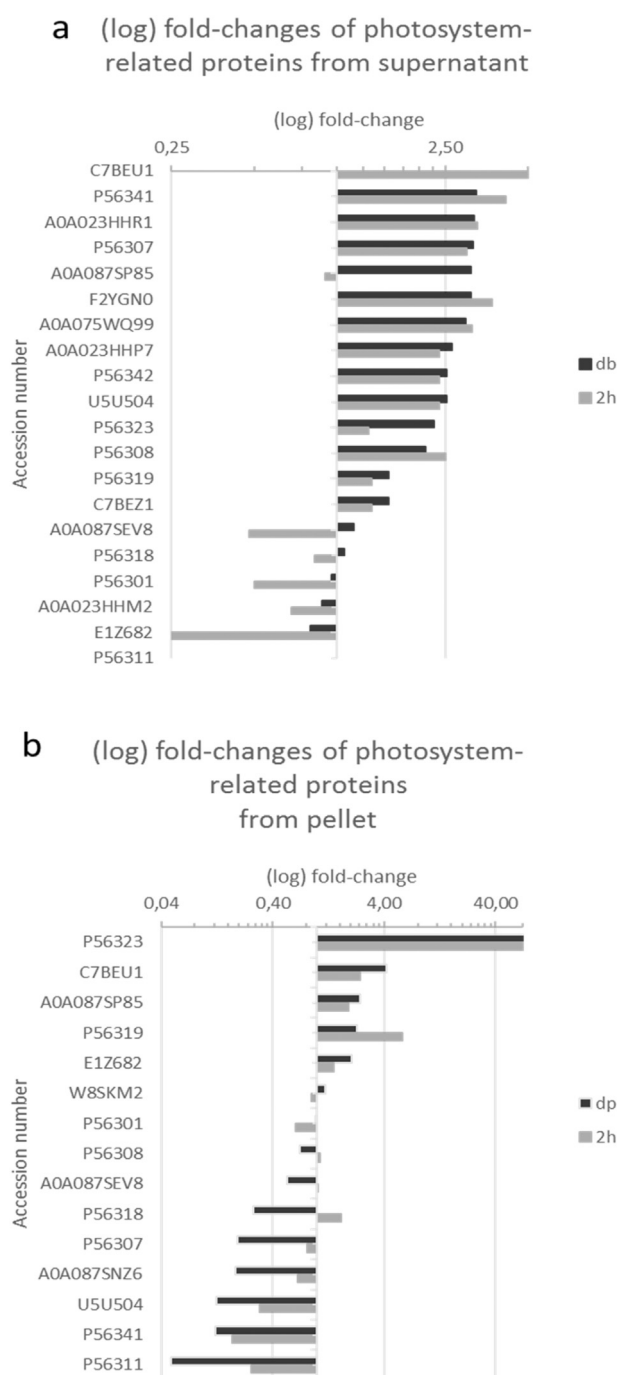 a
(log) fold-changes of photosystem-
related proteins from supernatant
(log) fold-change
0,25 2,50
Accession number
C7BEU1
P56341
A0A023HHR1
P56307
A0A087SP85
F2YGN0
A0A075WQ99
A0A023HHP7
P56342
U5U504
P56323
P56308
P56319
C7BEZ1
A0A087SEV8
P56318
P56301
A0A023HHM2
E1Z682
P56311
db
2h
b
(log) fold-changes of photosystem-
related proteins
from pellet
(log) fold-change
0,04 0,40 4,00 40,00
Accession number
P56323
C7BEU1
A0A087SP85
P56319
E1Z682
W8SKM2
P56301
P56308
A0A087SEV8
P56318
P56307
A0A087SNZ6
U5U504
P56341
P56311
dp
2h